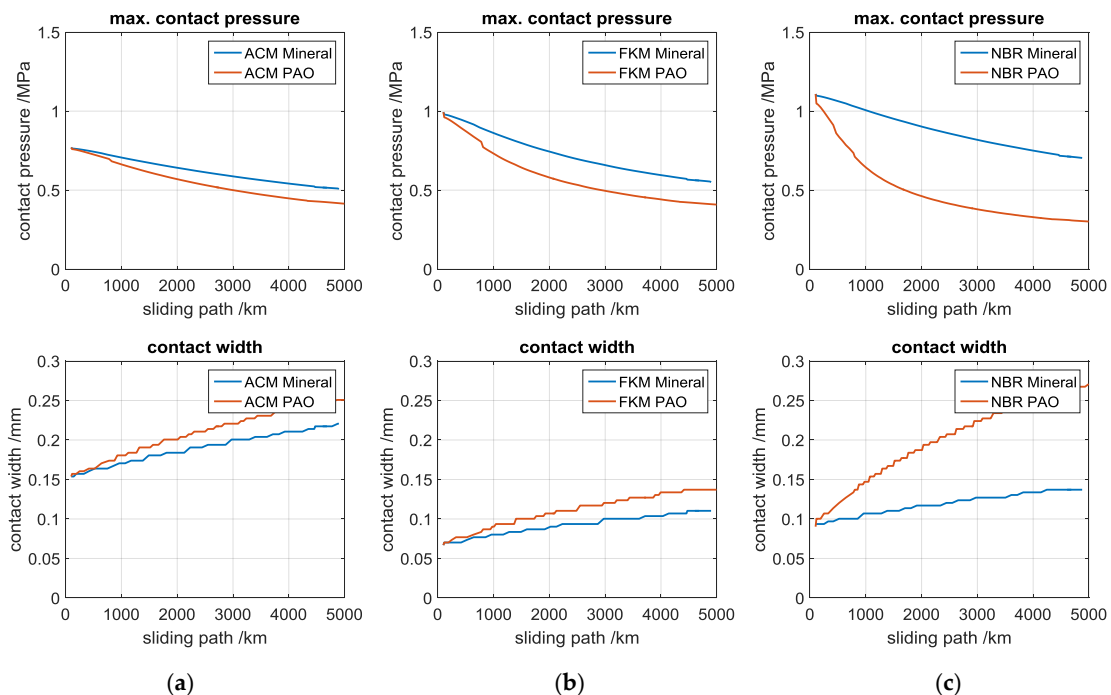 max. contact pressure
1.5
1
0.5
0
contact pressure /MPa
ACM Mineral
ACM PAO
0 1000 2000 3000 4000 5000
sliding path /km
max. contact pressure
1.5
1
0.5
0
contact pressure /MPa
FKM Mineral
FKM PAO
0 1000 2000 3000 4000 5000
sliding path /km
max. contact pressure
1.5
1
0.5
0
contact pressure /MPa
NBR Mineral
NBR PAO
0 1000 2000 3000 4000 5000
sliding path /km
contact width
0.3
0.25
0.2
0.15
0.1
0.05
0
contact width /mm
ACM Mineral
ACM PAO
0 1000 2000 3000 4000 5000
sliding path /km
contact width
0.3
0.25
0.2
0.15
0.1
0.05
0
contact width /mm
FKM Mineral
FKM PAO
0 1000 2000 3000 4000 5000
sliding path /km
contact width
0.3
0.25
0.2
0.15
0.1
0.05
0
contact width /mm
NBR Mineral
NBR PAO
0 1000 2000 3000 4000 5000
sliding path /km
(a) (b) (c)